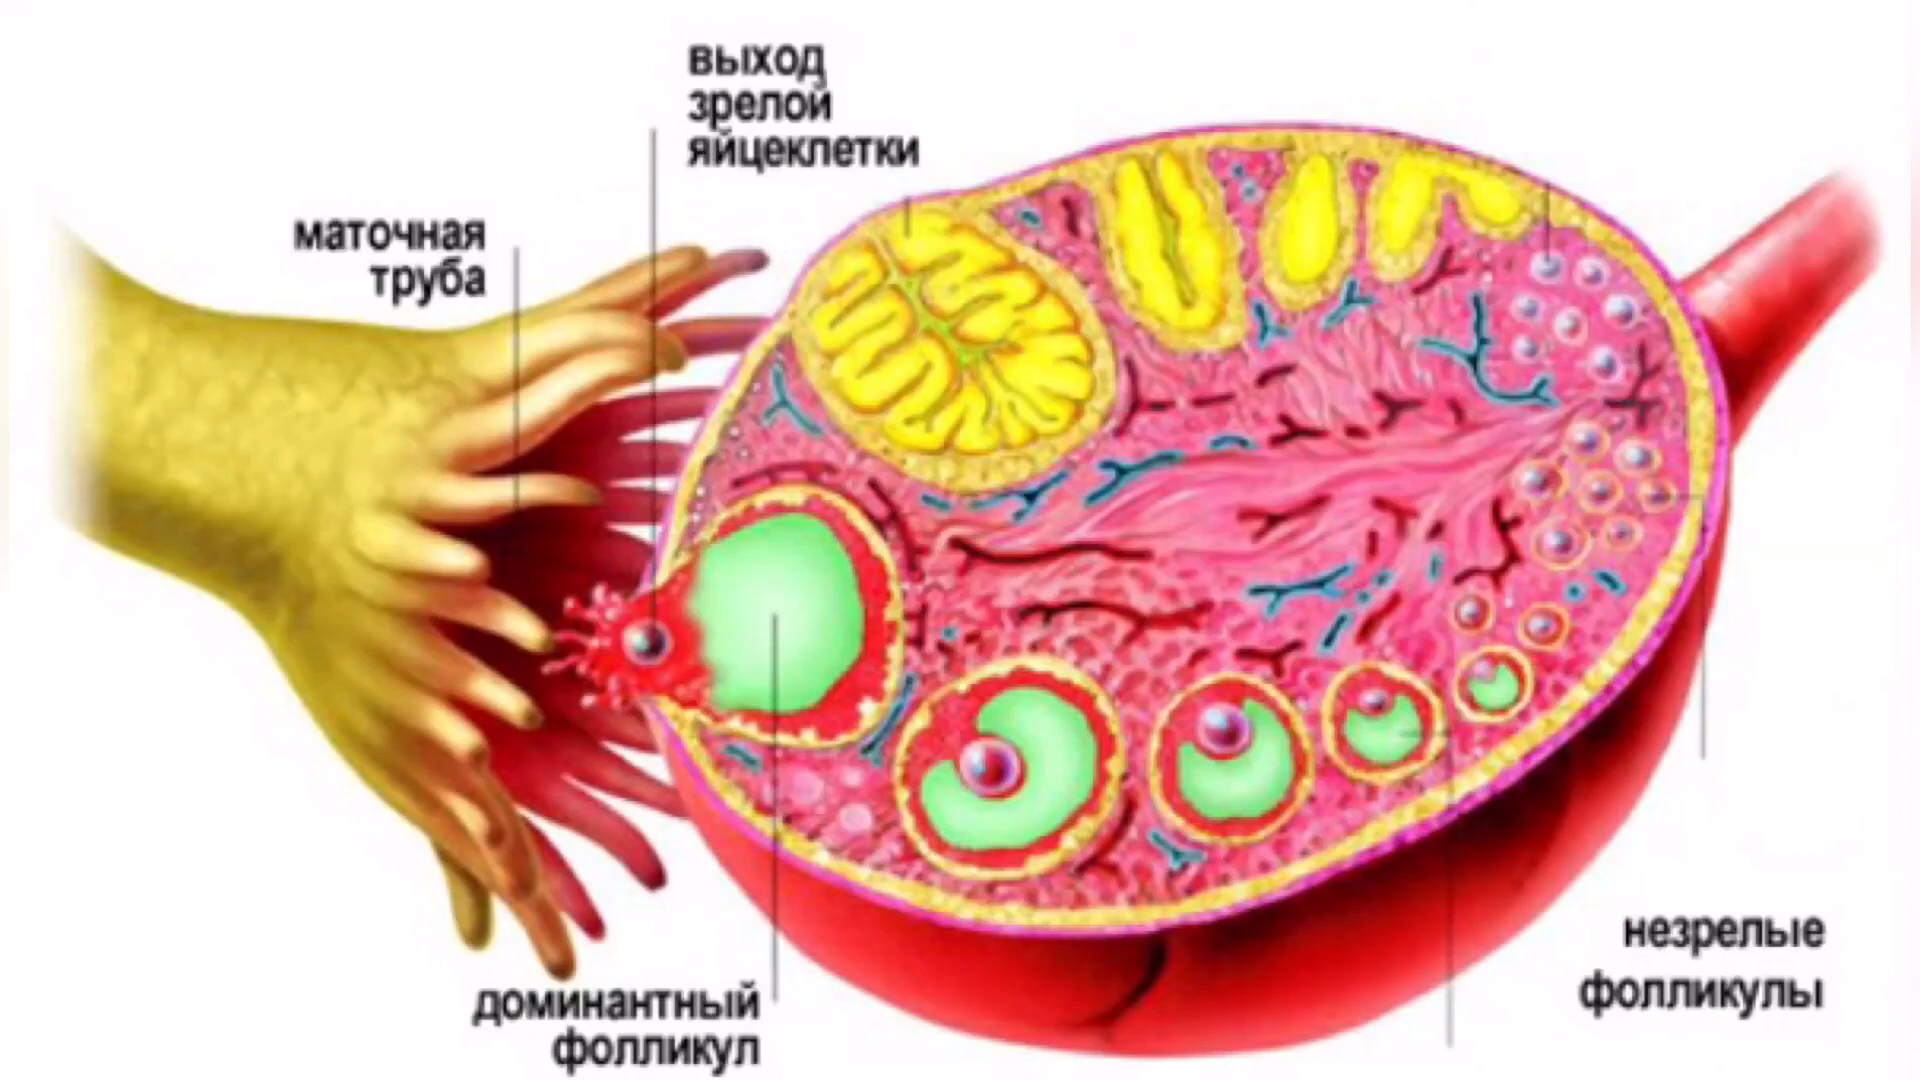 выход
зрелой
яйцеклетки
маточная
труба
доминантный
фолликул
незрелые
фолликулы